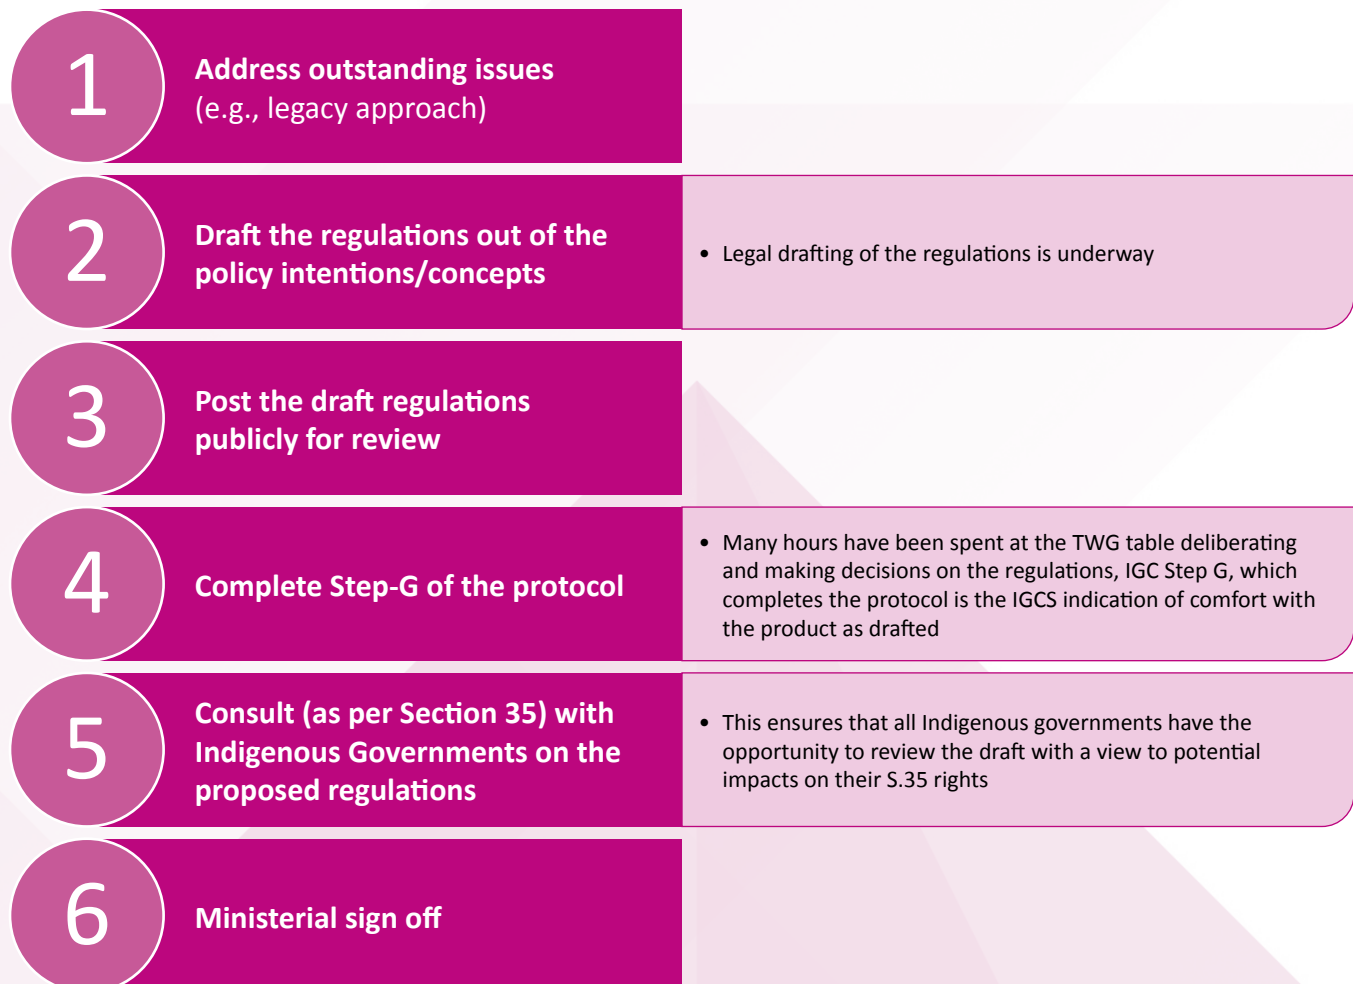 1
Address outstanding issues
(e.g., legacy approach)
2
Draft the regulations out of the
policy intentions/concepts
• Legal drafting of the regulations is underway
3
Post the draft regulations
publicly for review
4
Complete Step-G of the protocol
• Many hours have been spent at the TWG table deliberating
and making decisions on the regulations, IGC Step G, which
completes the protocol is the IGCS indication of comfort with
the product as drafted
5
Consult (as per Section 35) with
Indigenous Governments on the
proposed regulations
• This ensures that all Indigenous governments have the
opportunity to review the draft with a view to potential
impacts on their S.35 rights
6
Ministerial sign off